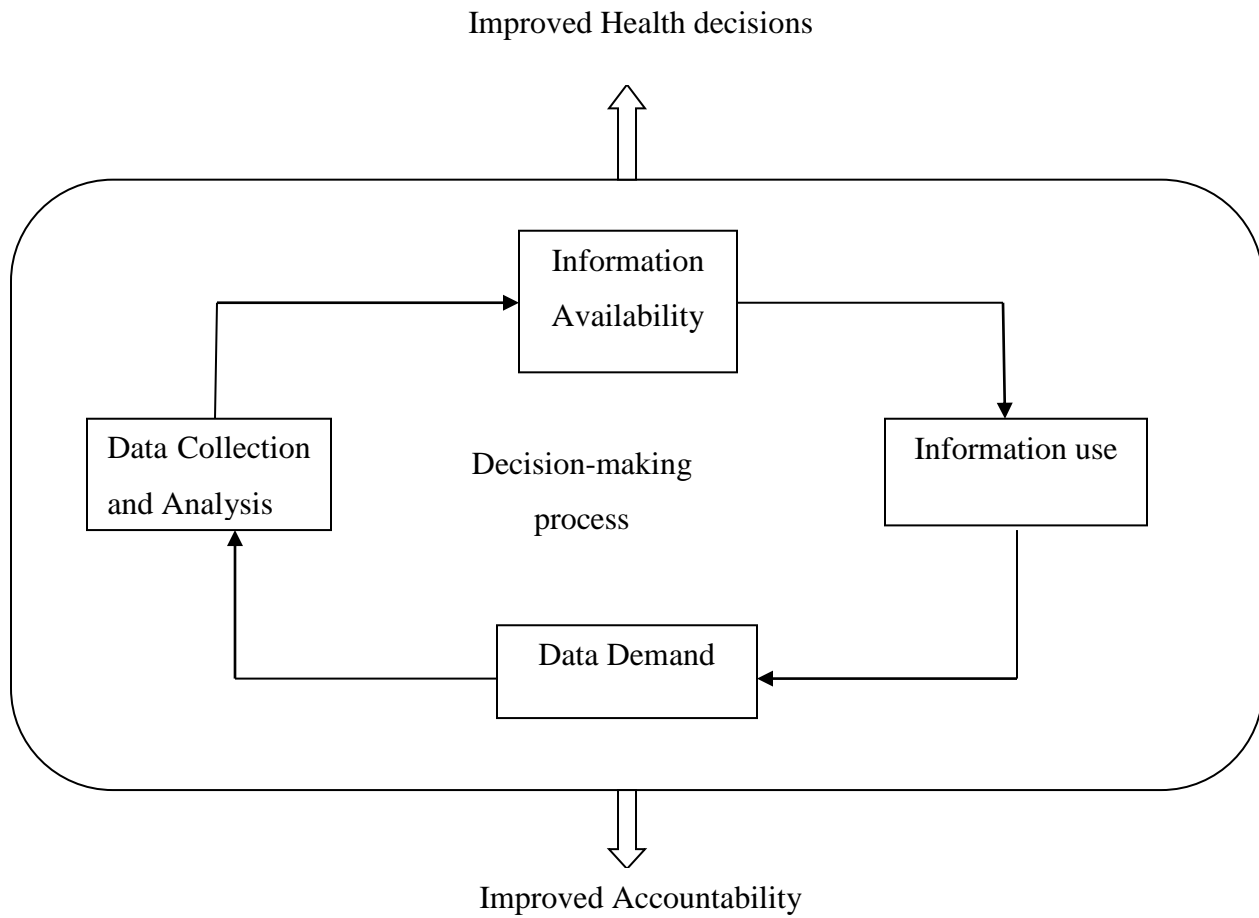 Improved Health decisions
Information
Availability
Data Collection
and Analysis
Decision-making
process
Information use
Data Demand
Improved Accountability